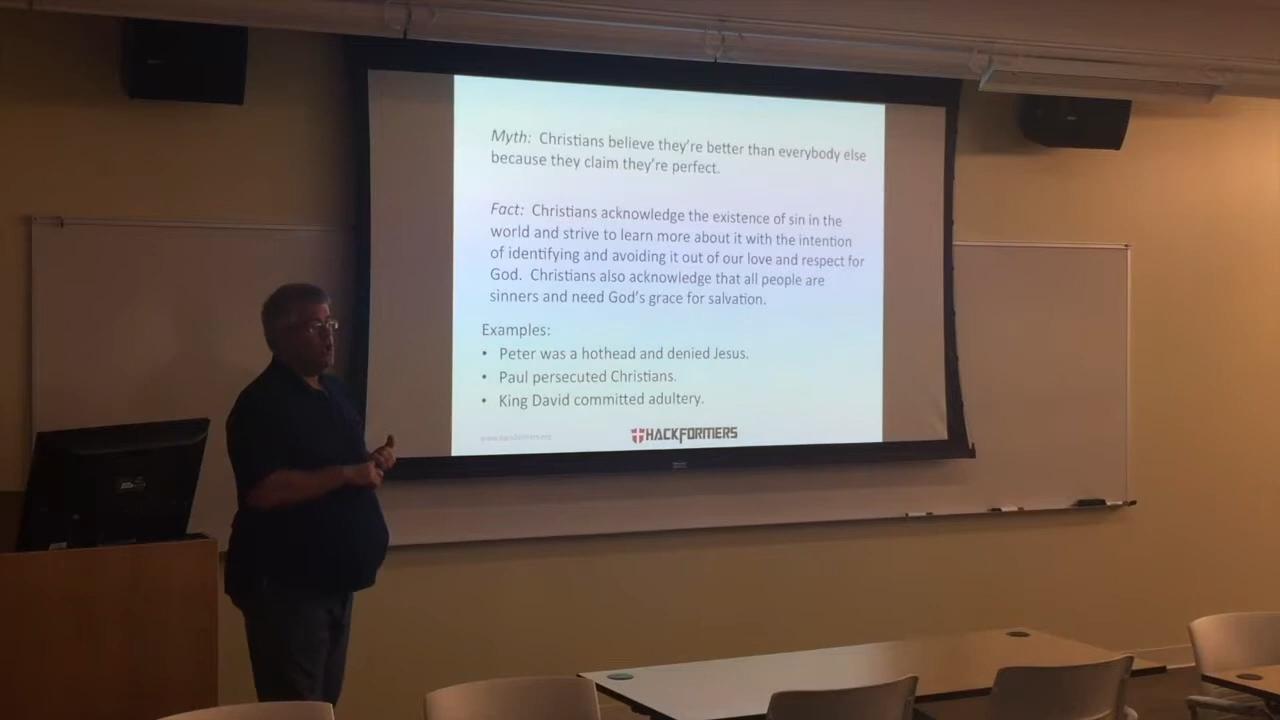 Myth: Christians believe they're better than everybody else
because they claim they're perfect.
Fact: Christians acknowledge the existence of sin in the
world and strive to learn more about it with the intention
of identifying and avoiding it out of our love and respect for
God. Christians also acknowledge that all people are
sinners and need God's grace for salvation.
Examples:
• Peter was a hothead and denied Jesus.
• Paul persecuted Christians.
• King David committed adultery.
HACKFORMERS